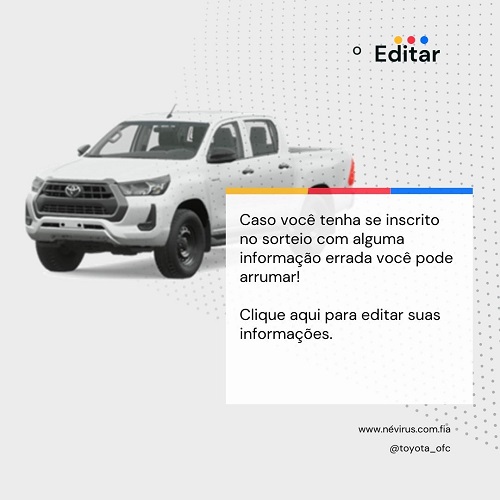 Editar
Caso você tenha se inscrito
no sorteio com alguma
informação errada você pode
arrumar!
Clique aqui para editar suas
informações.
www.névirus.com.fia
@toyota_ofc